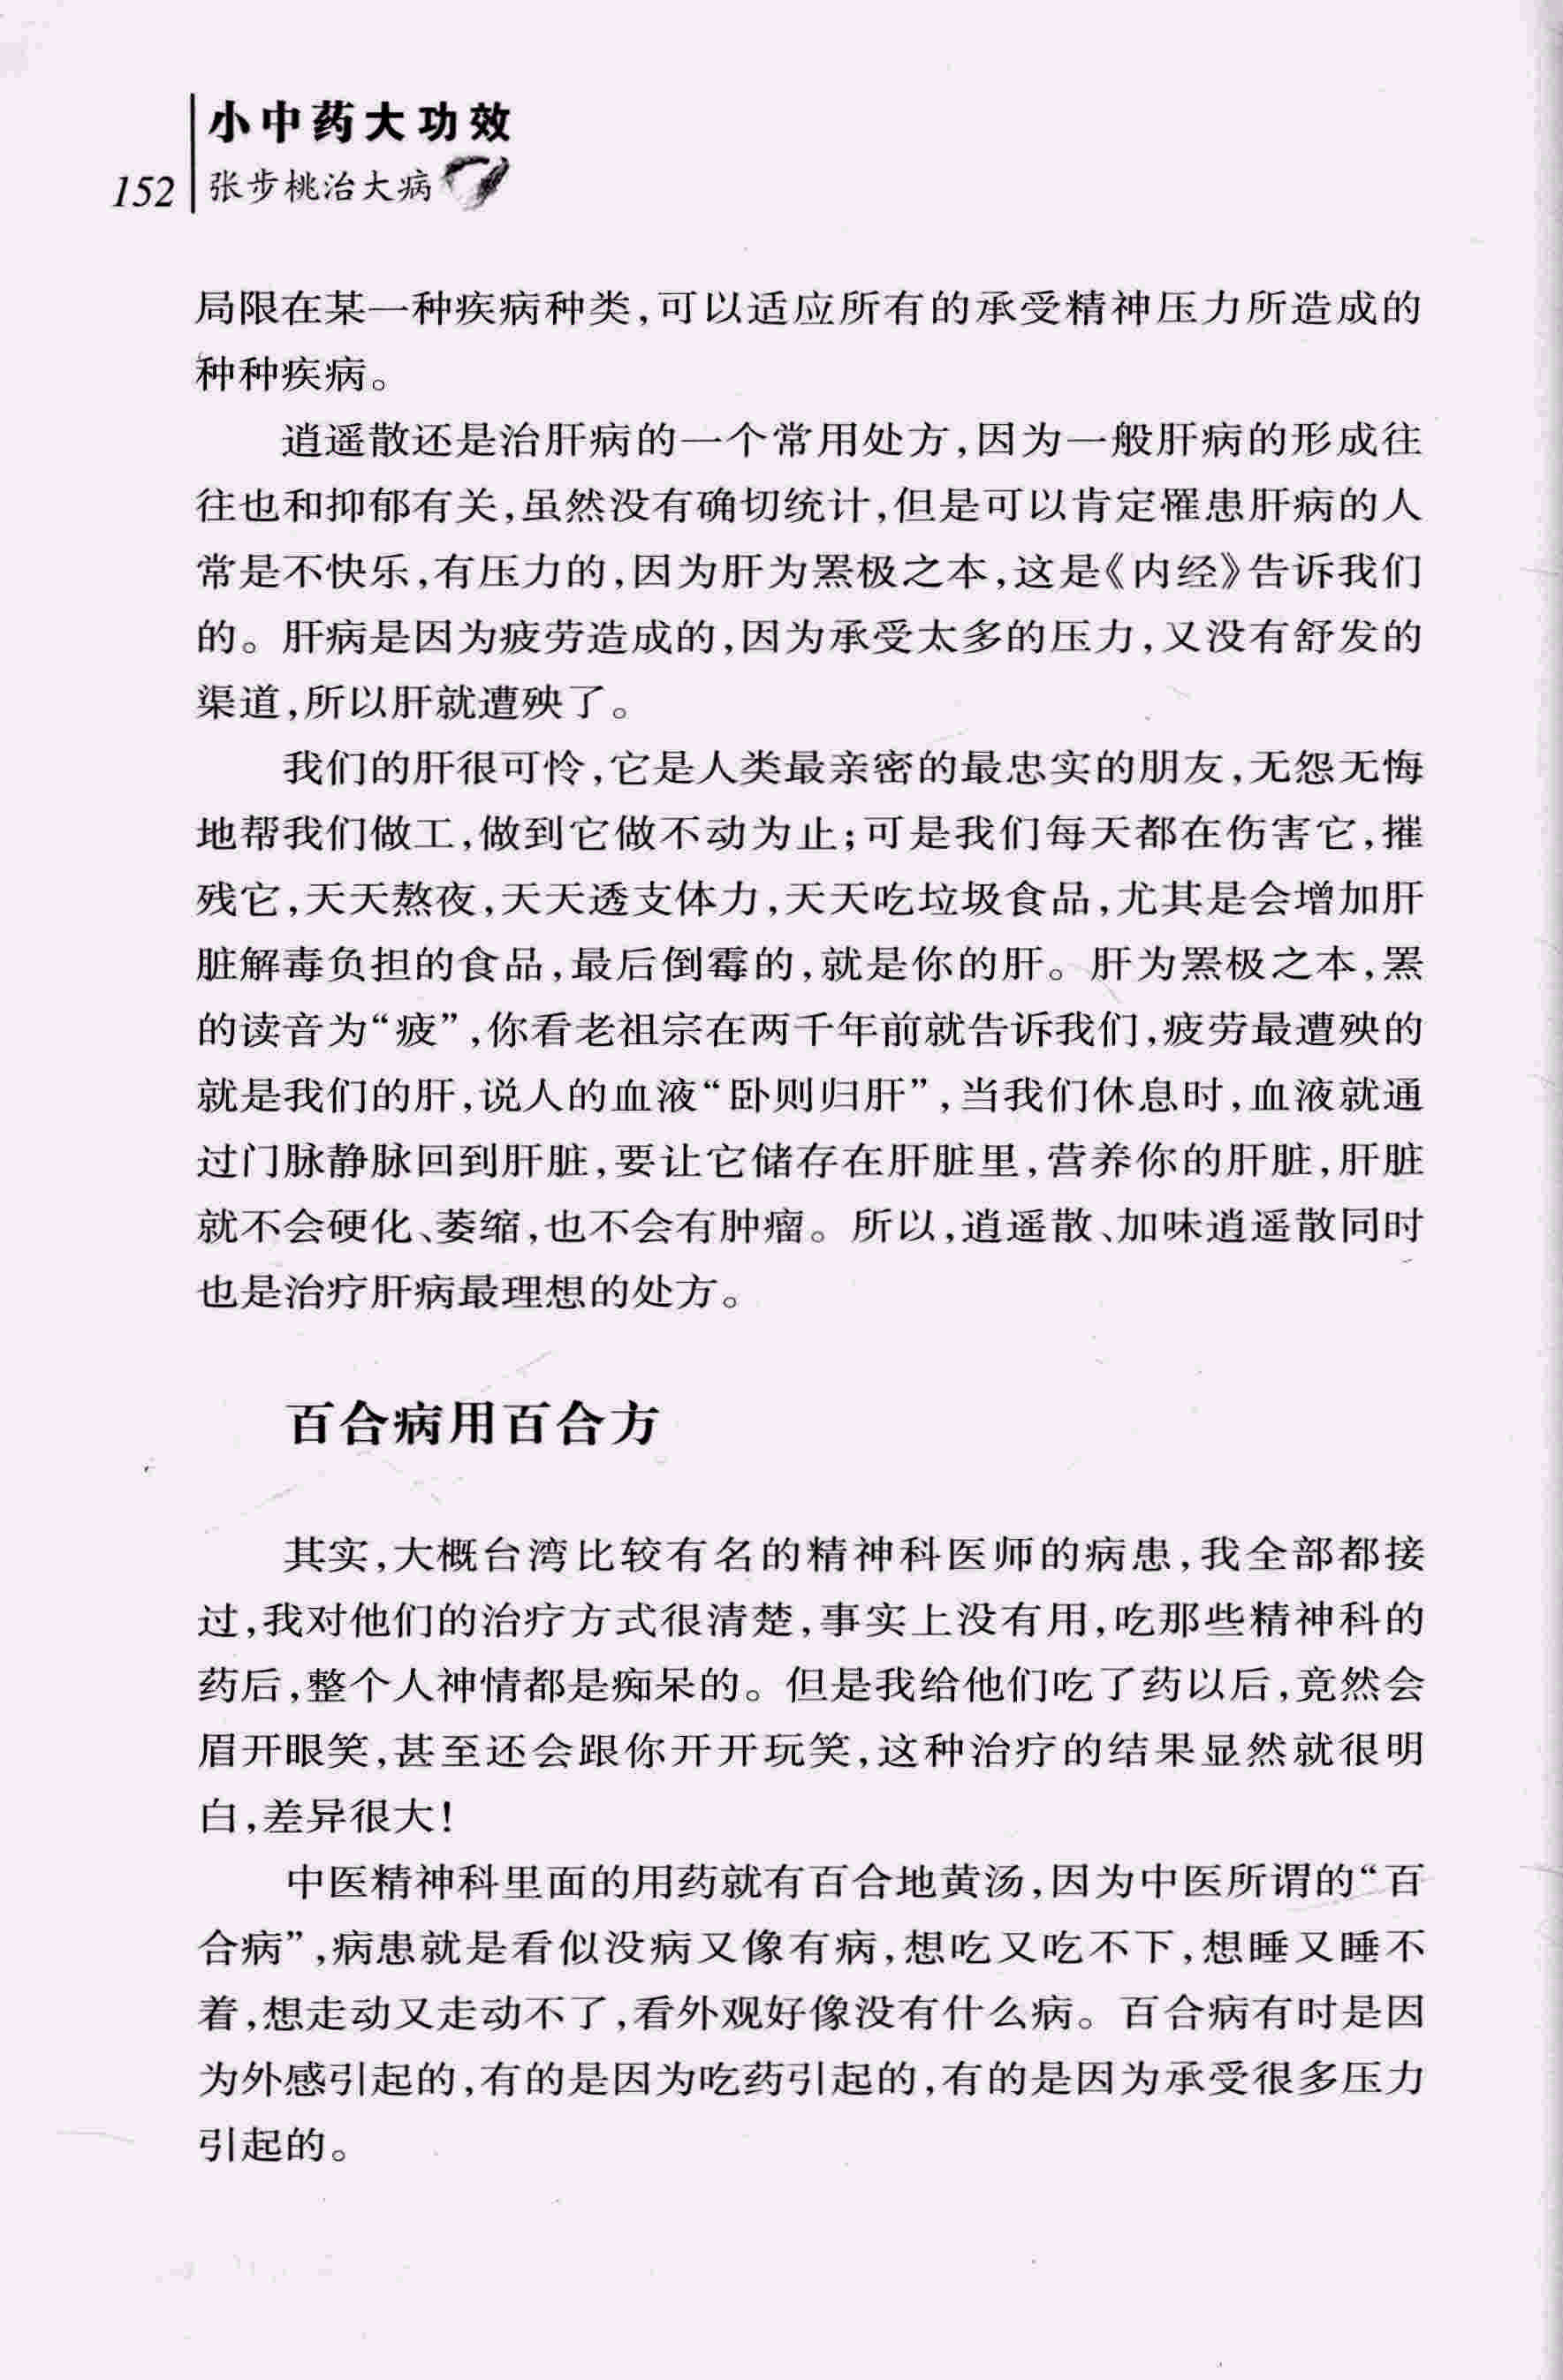 小中药大功效
152 张步桃治大病
局限在某一种疾病种类,可以适应所有的承受精神压力所造成的
种种疾病。
逍遥散还是治肝病的一个常用处方,因为一般肝病的形成往
往也和抑郁有关,虽然没有确切统计,但是可以肯定罹患肝病的人
常是不快乐,有压力的,因为肝为罴极之本,这是《内经》告诉我们
的。肝病是因为疲劳造成的,因为承受太多的压力,又没有舒发的
渠道,所以肝就遭殃了。
我们的肝很可怜,它是人类最亲密的最忠实的朋友,无怨无悔
地帮我们做工,做到它做不动为止;可是我们每天都在伤害它,摧
残它,天天熬夜,天天透支体力,天天吃垃圾食品,尤其是会增加肝
脏解毒负担的食品,最后倒霉的,就是你的肝。肝为罴极之本,罴
的读音为“疲”,你看老祖宗在两千年前就告诉我们,疲劳最遭殃的
就是我们的肝,说人的血液“卧则归肝”,当我们休息时,血液就通
过门脉静脉回到肝脏,要让它储存在肝脏里,营养你的肝脏,肝脏
就不会硬化、萎缩,也不会有肿瘤。所以,逍遥散、加味逍遥散同时
也是治疗肝病最理想的处方。
百合病用百合方
其实,大概台湾比较有名的精神科医师的病患,我全部都接
过,我对他们的治疗方式很清楚,事实上没有用,吃那些精神科的
药后,整个人神情都是痴呆的。但是我给他们吃了药以后,竟然会
眉开眼笑,甚至还会跟你开开玩笑,这种治疗的结果显然就很明
白,差异很大!
中医精神科里面的用药就有百合地黄汤,因为中医所谓的“百
合病”,病患就是看似没病又像有病,想吃又吃不下,想睡又睡不
着,想走动又走动不了,看外观好像没有什么病。百合病有时是因
为外感引起的,有的是因为吃药引起的,有的是因为承受很多压力
引起的。